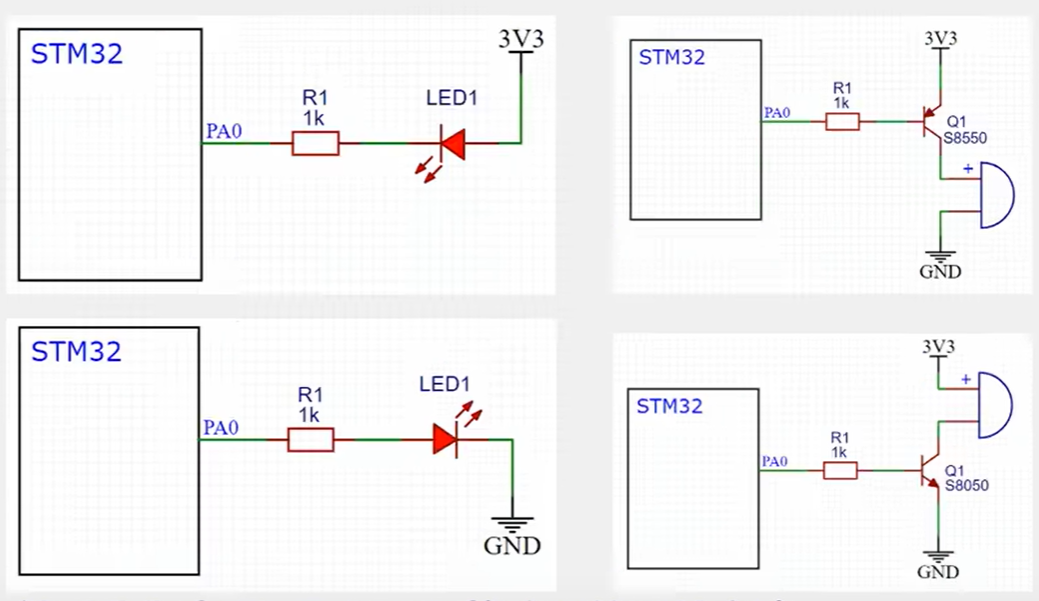 STM32
PA0
R1
1k
LED1
3V3
STM32
PA0
R1
1k
3V3
Q1
S8550
+
GND
STM32
PA0
R1
1k
LED1
GND
STM32
PA0
R1
1k
3V3
+
Q1
S8050
GND